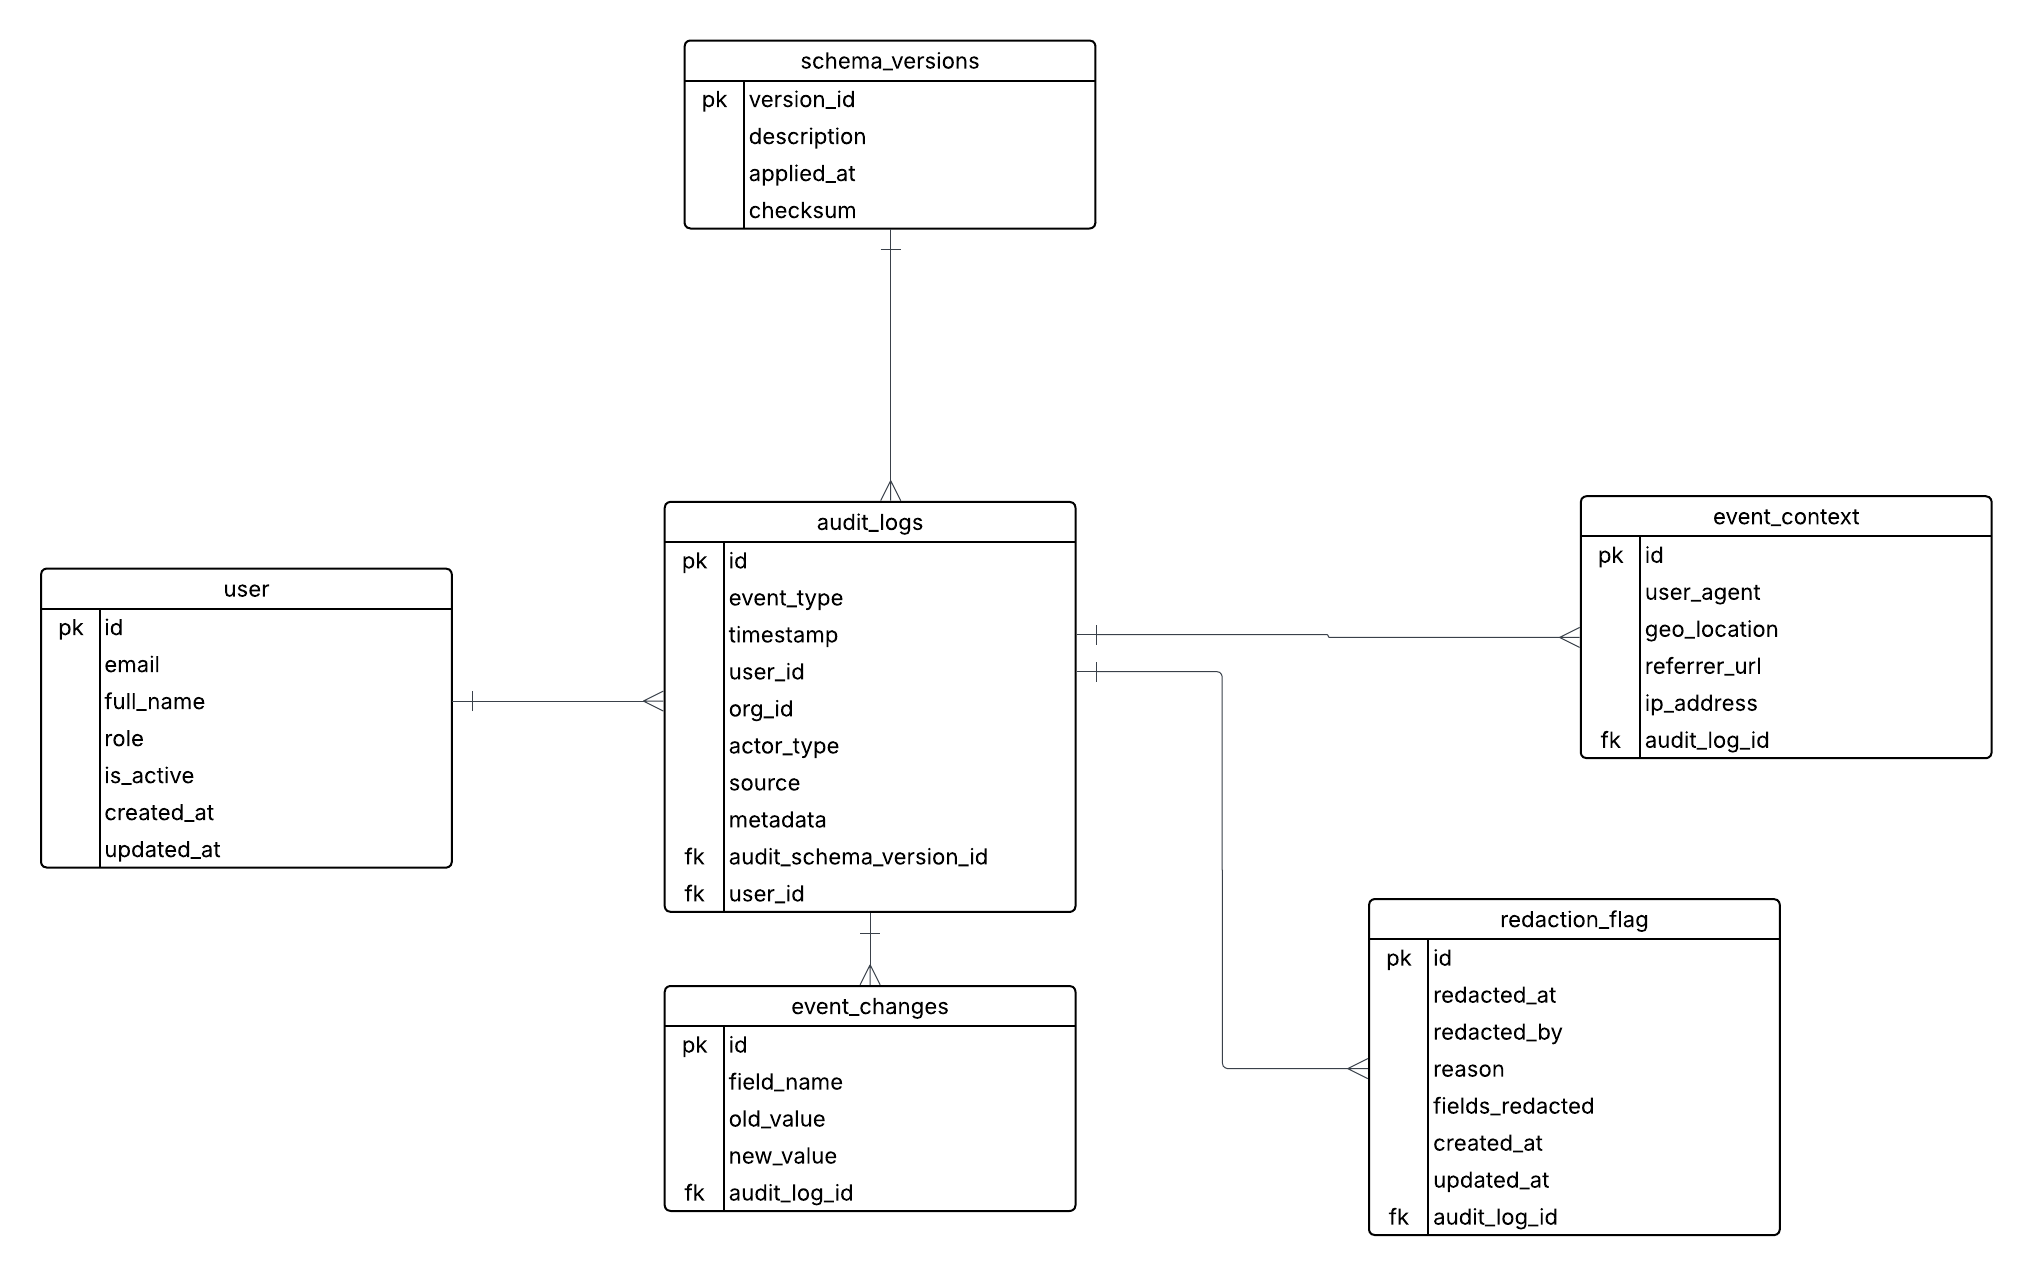 schema_versions
pk version_id
description
applied_at
checksum
audit_logs
pk id
event_type
timestamp
user_id
org_id
actor_type
source
metadata
fk audit_schema_version_id
fk user_id
event_context
pk id
user_agent
geo_location
referrer_url
ip_address
fk audit_log_id
user
pk id
email
full_name
role
is_active
created_at
updated_at
redaction_flag
pk id
redacted_at
redacted_by
reason
fields_redacted
created_at
updated_at
fk audit_log_id
event_changes
pk id
field_name
old_value
new_value
fk audit_log_id